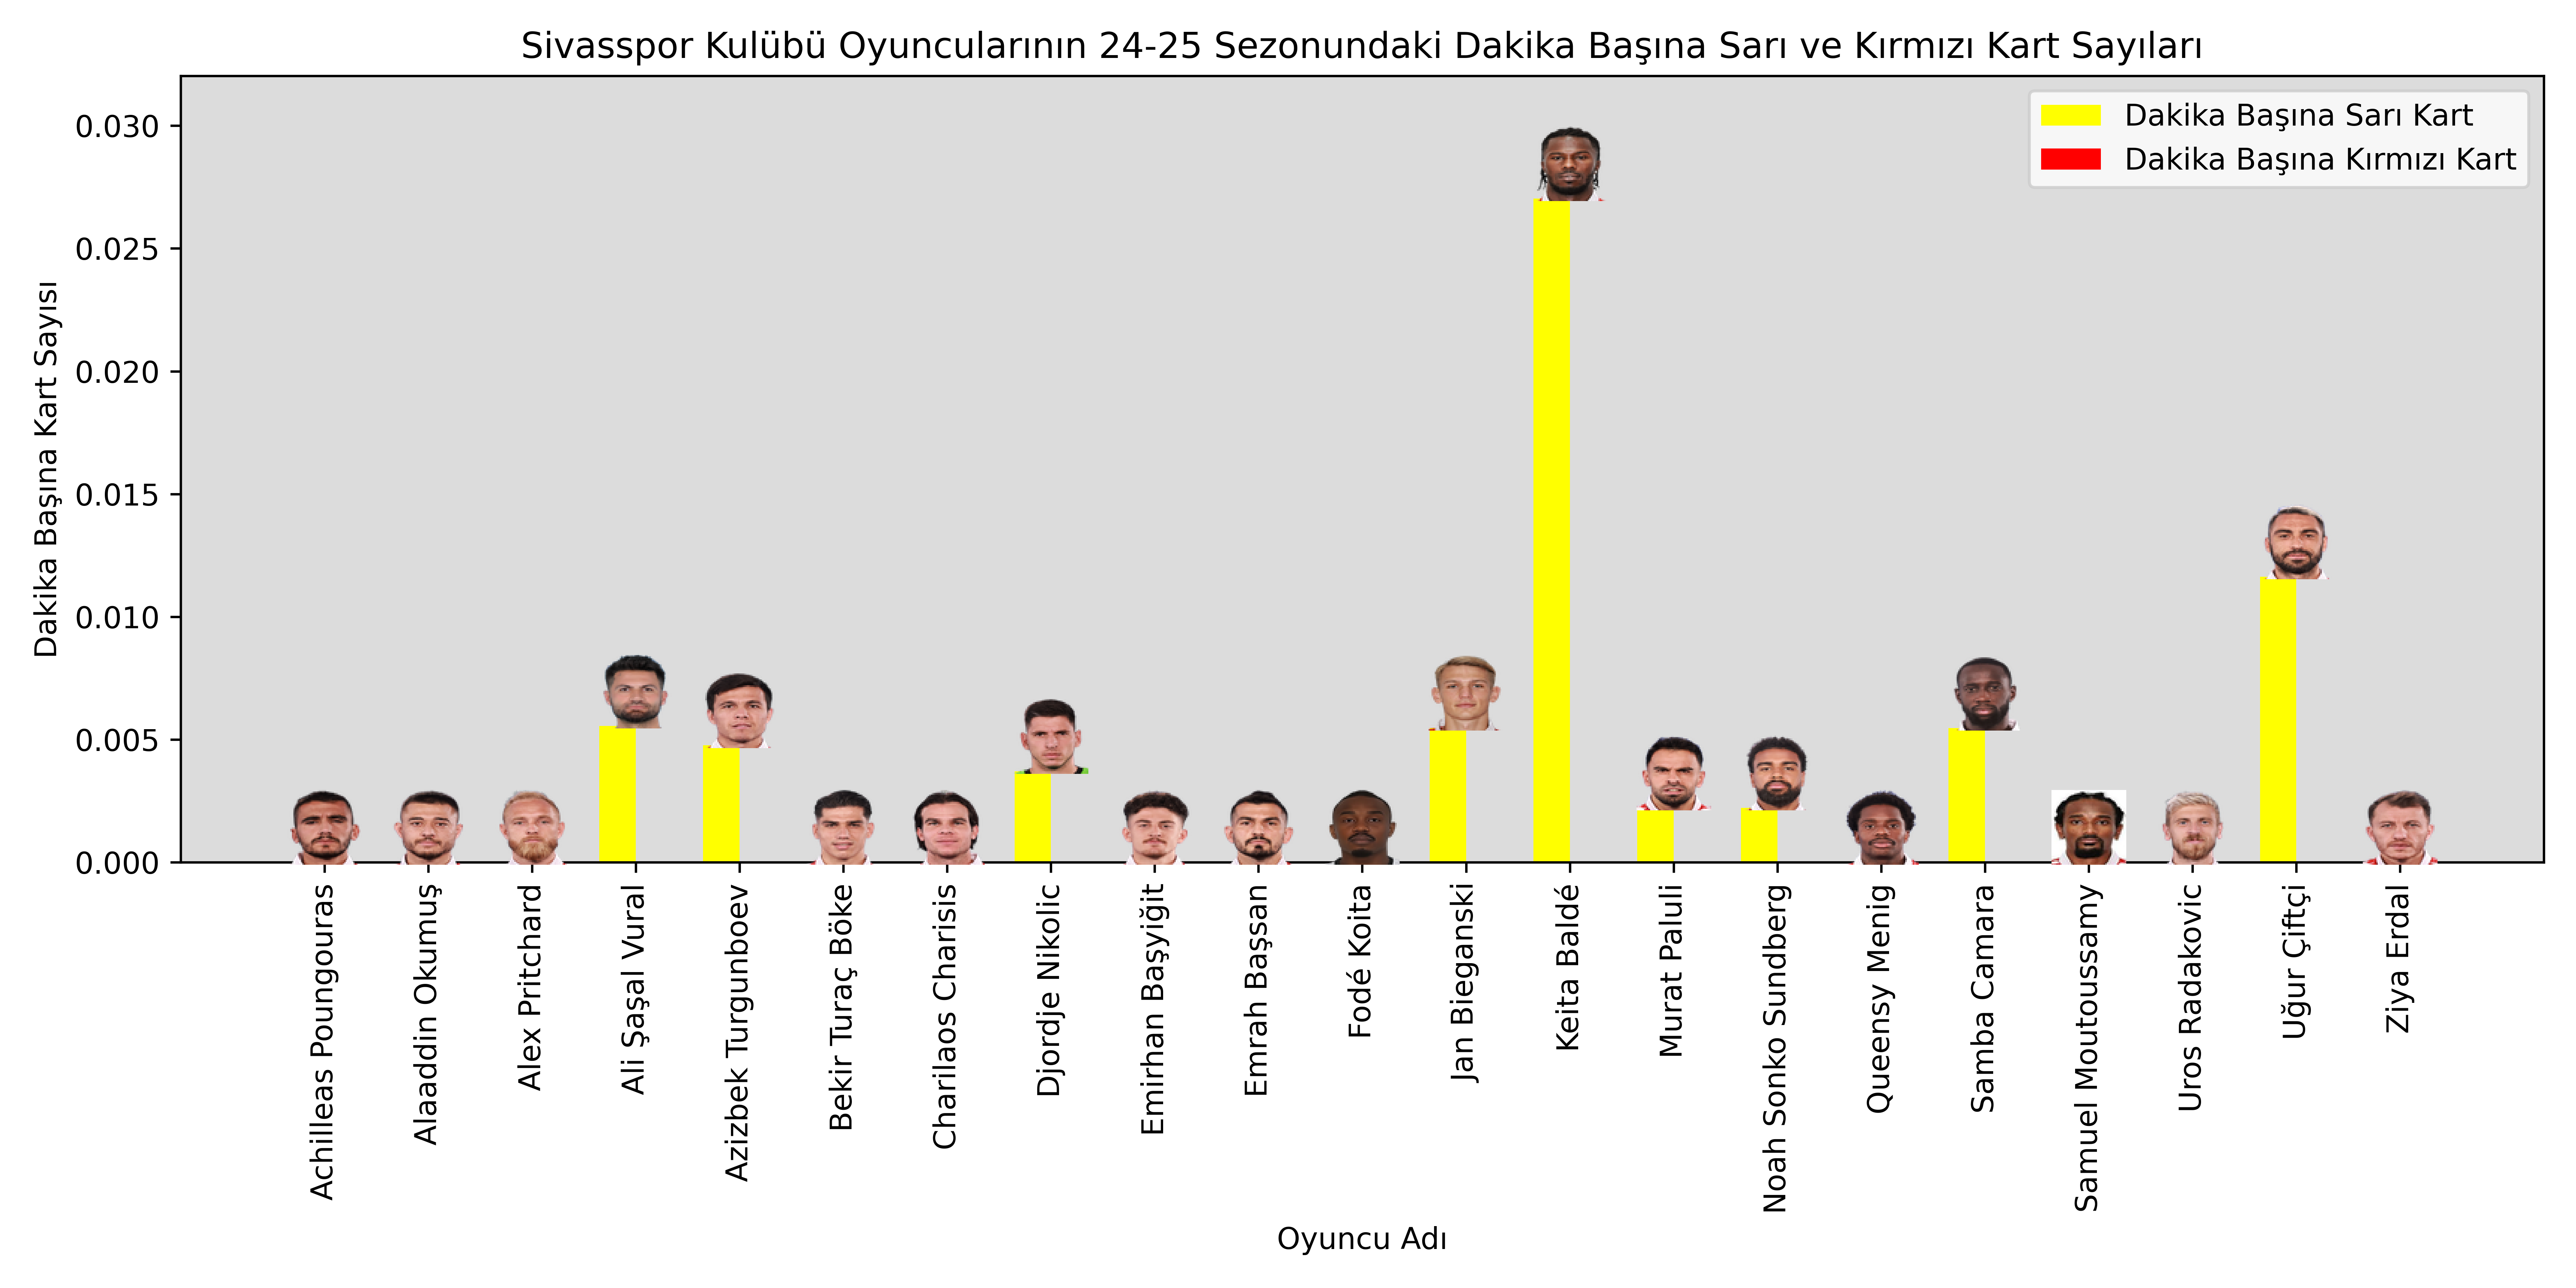 Sivasspor Kulübü Oyuncularının 24-25 Sezonundaki Dakika Başına Sarı ve Kırmızı Kart Sayıları
Dakika Başına Sarı Kart
Dakika Başına Kırmızı Kart
Dakika Başına Kart Sayısı
0.030
0.025
0.020
0.015
0.010
0.005
0.000
Achilleas Poungouras
Alaaddin Okumuş
Alex Pritchard
Ali Şaşal Vural
Azizbek Turgunboev
Bekir Turaç Böke
Charilaos Charisis
Djordje Nikolic
Emirhan Başyiğit
Emrah Başsan
Fodé Koita
Jan Bieganski
Keita Baldé
Murat Paluli
Noah Sonko Sundberg
Queensy Menig
Samba Camara
Samuel Moutoussamy
Uros Radakovic
Uğur Çiftçi
Ziya Erdal
Oyuncu Adı